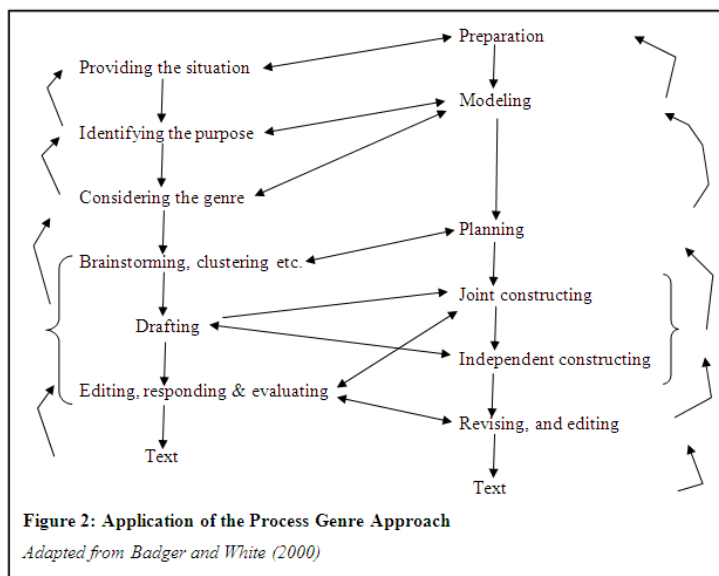 Preparation
Providing the situation
Modeling
Identifying the purpose
Considering the genre
Planning
Brainstorming, clustering etc.
Joint constructing
Drafting
Independent constructing
Editing, responding & evaluating
Revising, and editing
Text
Text
Figure 2: Application of the Process Genre Approach
Adapted from Badger and White (2000)